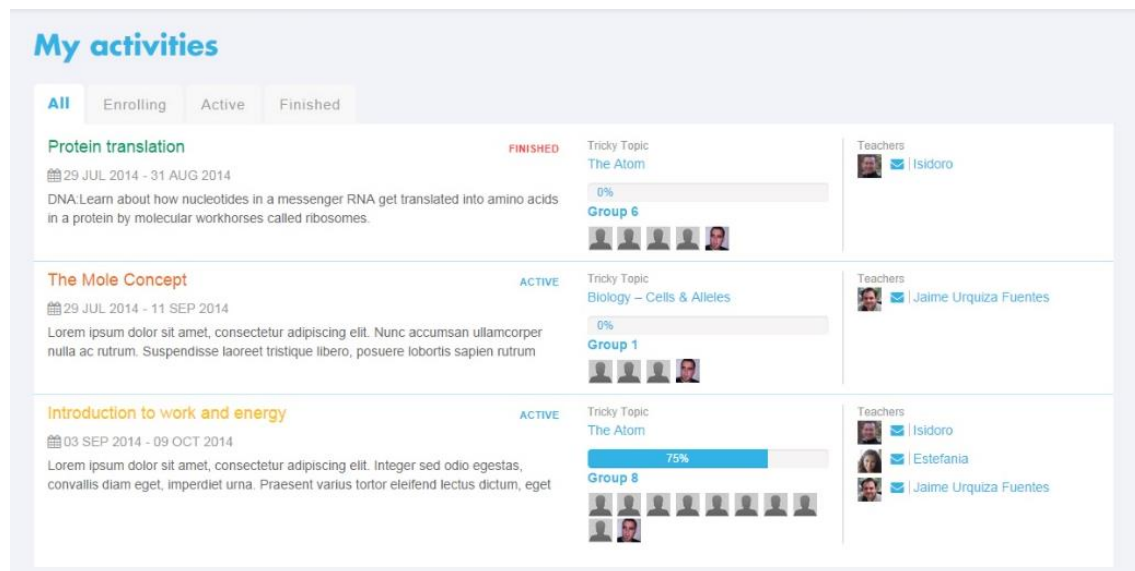 My activities
All Enrolling Active Finished
Protein translation FINISHED
29 JUL 2014 - 31 AUG 2014
DNA:Learn about how nucleotides in a messenger RNA get translated into amino acids
in a protein by molecular workhorses called ribosomes.
Tricky Topic
The Atom
0%
Group 6
Teachers
Isidoro
The Mole Concept ACTIVE
29 JUL 2014 - 11 SEP 2014
Lorem ipsum dolor sit amet, consectetur adipiscing elit. Nunc accumsan ullamcorper
nulla ac rutrum. Suspendisse laoreet tristique libero, posuere lobortis sapien rutrum
Tricky Topic
Biology – Cells & Alleles
0%
Group 1
Teachers
Jaime Urquiza Fuentes
Introduction to work and energy ACTIVE
03 SEP 2014 - 09 OCT 2014
Lorem ipsum dolor sit amet, consectetur adipiscing elit. Integer sed odio egestas,
convallis diam eget, imperdiet urna. Praesent varius tortor eleifend lectus dictum, eget
Tricky Topic
The Atom
75%
Group 8
Teachers
Isidoro
Estefania
Jaime Urquiza Fuentes